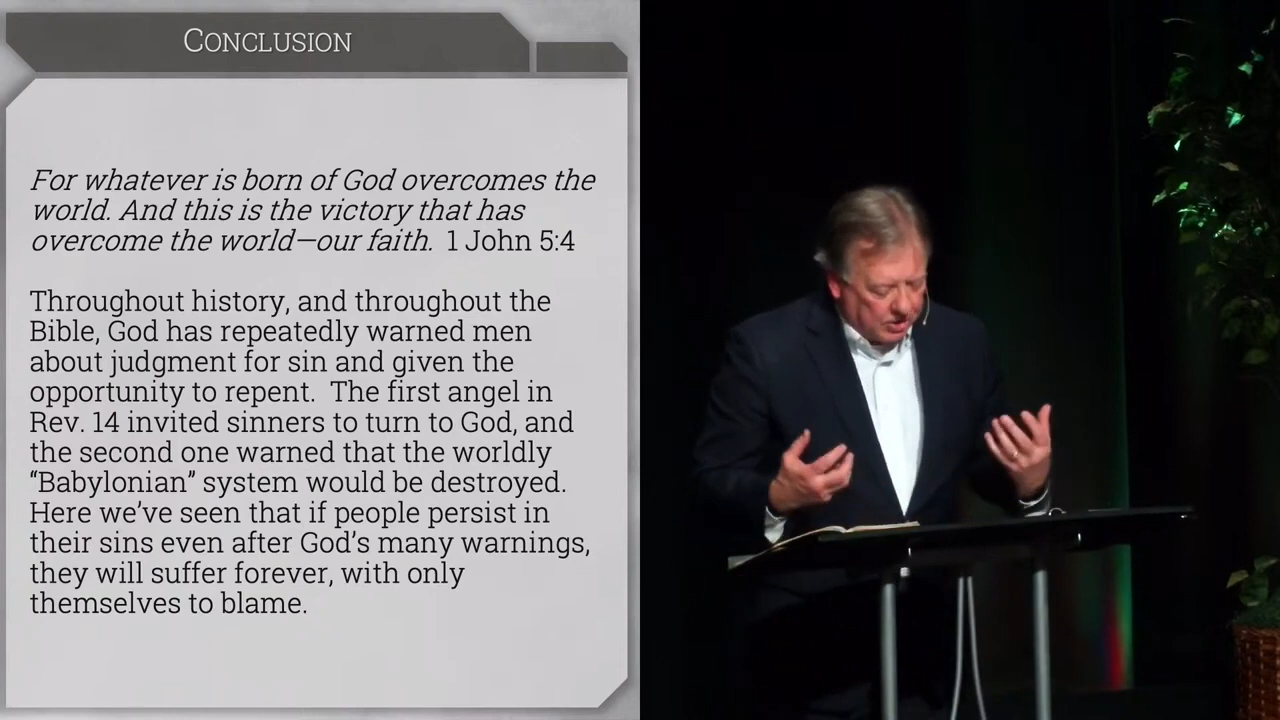 CONCLUSION
For whatever is born of God overcomes the
world. And this is the victory that has
overcome the world—our faith.  1 John 5:4
Throughout history, and throughout the
Bible, God has repeatedly warned men
about judgment for sin and given the
opportunity to repent.  The first angel in
Rev. 14 invited sinners to turn to God, and
the second one warned that the worldly
“Babylonian” system would be destroyed.
Here we’ve seen that if people persist in
their sins even after God’s many warnings,
they will suffer forever, with only
themselves to blame.